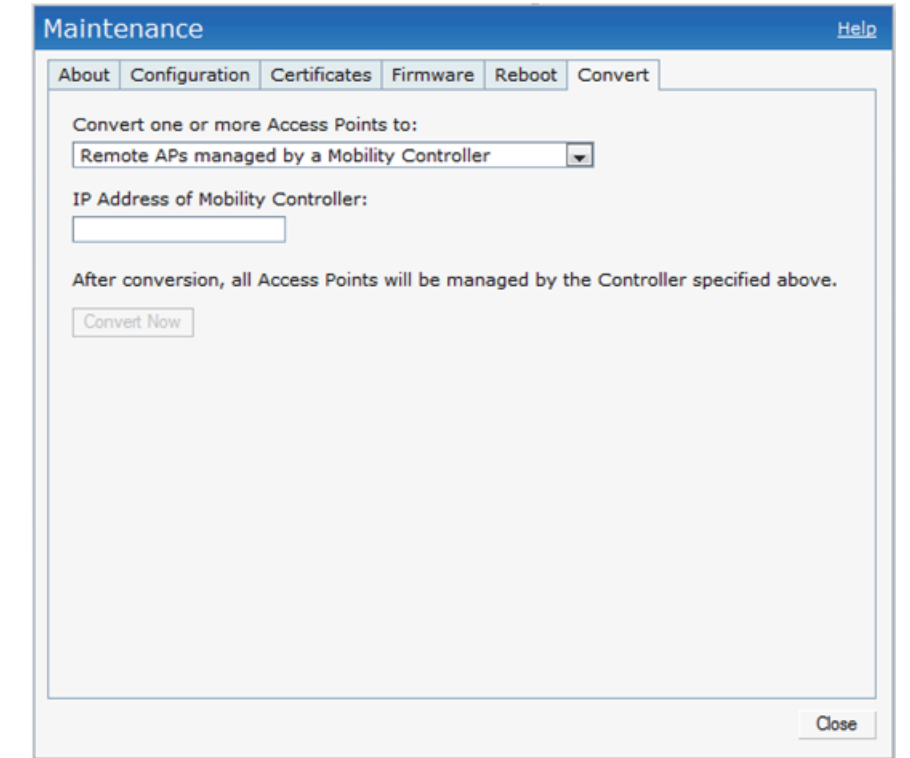 Maintenance Help
About Configuration Certificates Firmware Reboot Convert
Convert one or more Access Points to:
Remote APs managed by a Mobility Controller
IP Address of Mobility Controller:
After conversion, all Access Points will be managed by the Controller specified above.
Convert Now
Close